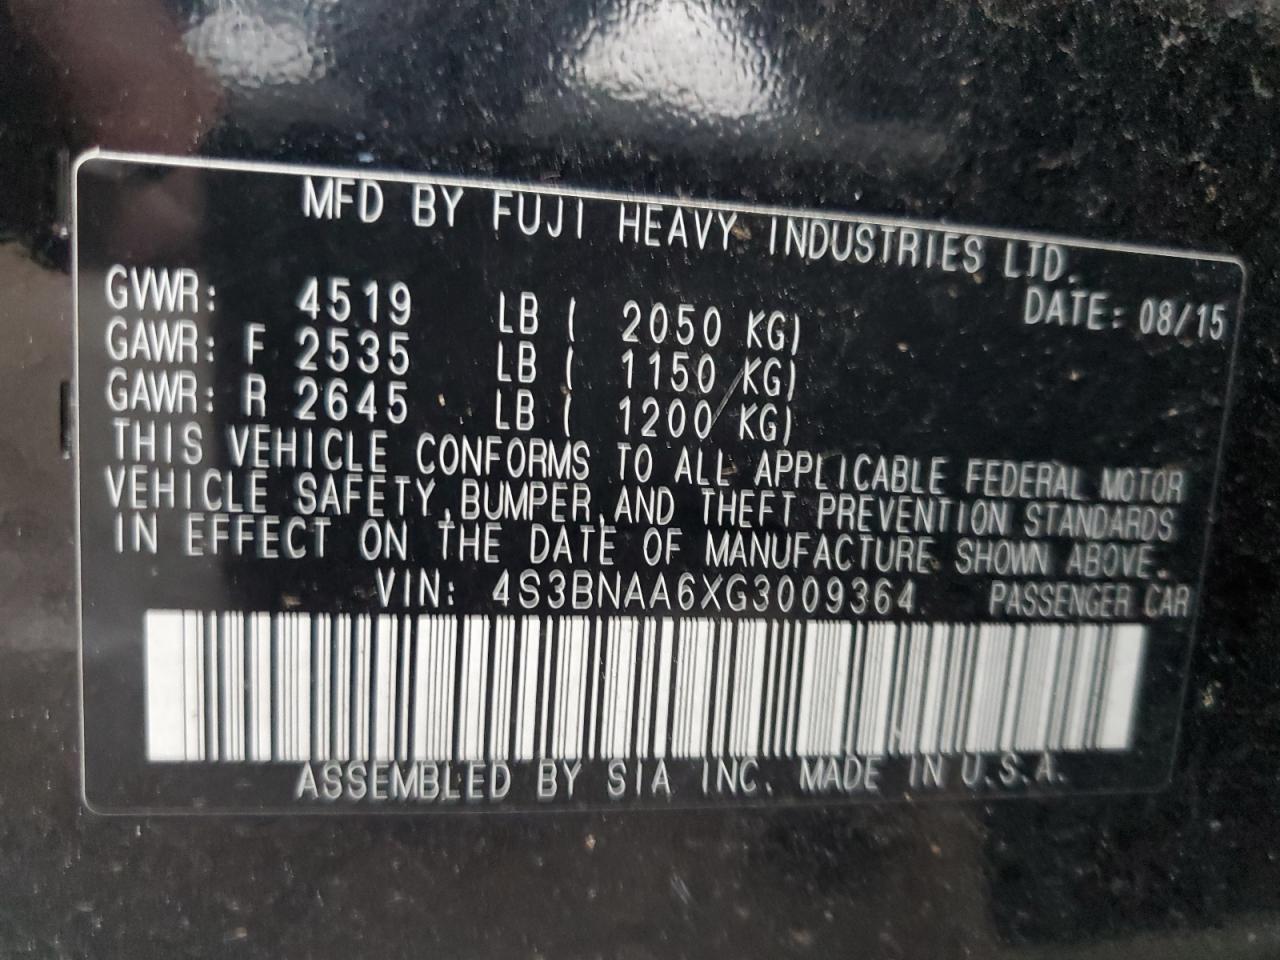 MFD BY FUJI HEAVY INDUSTRIES LTD.
DATE: 08/15
GVWR: 4519 LB ( 2050 KG)
GAWR: F 2535 LB ( 1150 KG)
GAWR: R 2645 LB ( 1200 KG)
THIS VEHICLE CONFORMS TO ALL APPLICABLE FEDERAL MOTOR
VEHICLE SAFETY,BUMPER,AND THEFT PREVENTION STANDARDS
IN EFFECT ON THE DATE OF MANUFACTURE SHOWN ABOVE.
VIN: 4S3BNAA6XG3009364 PASSENGER CAR
ASSEMBLED BY SIA INC. MADE IN U.S.A.